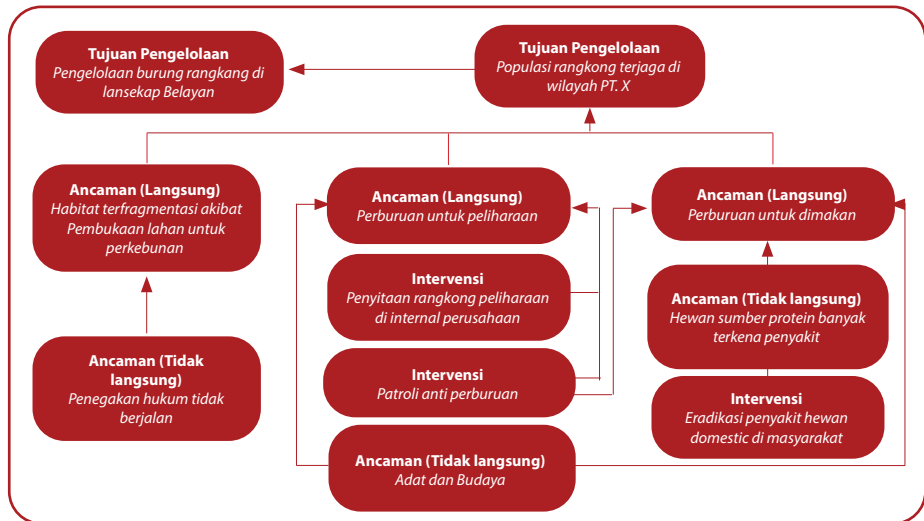 Tujuan Pengelolaan
Pengelolaan burung rangkang di
lansekap Belayan
Tujuan Pengelolaan
Populasi rangkong terjaga di
wilayah PT. X
Ancaman (Langsung)
Habitat terfragmentasi akibat
Pembukaan lahan untuk
perkebunan
Ancaman (Langsung)
Perburuan untuk peliharaan
Ancaman (Langsung)
Perburuan untuk dimakan
Intervensi
Penyitaan rangkong peliharaan
di internal perusahaan
Ancaman (Tidak langsung)
Hewan sumber protein banyak
terkena penyakit
Ancaman (Tidak
langsung)
Penegakan hukum tidak
berjalan
Intervensi
Patroli anti perburuan
Intervensi
Eradikasi penyakit hewan
domestic di masyarakat
Ancaman (Tidak langsung)
Adat dan Budaya